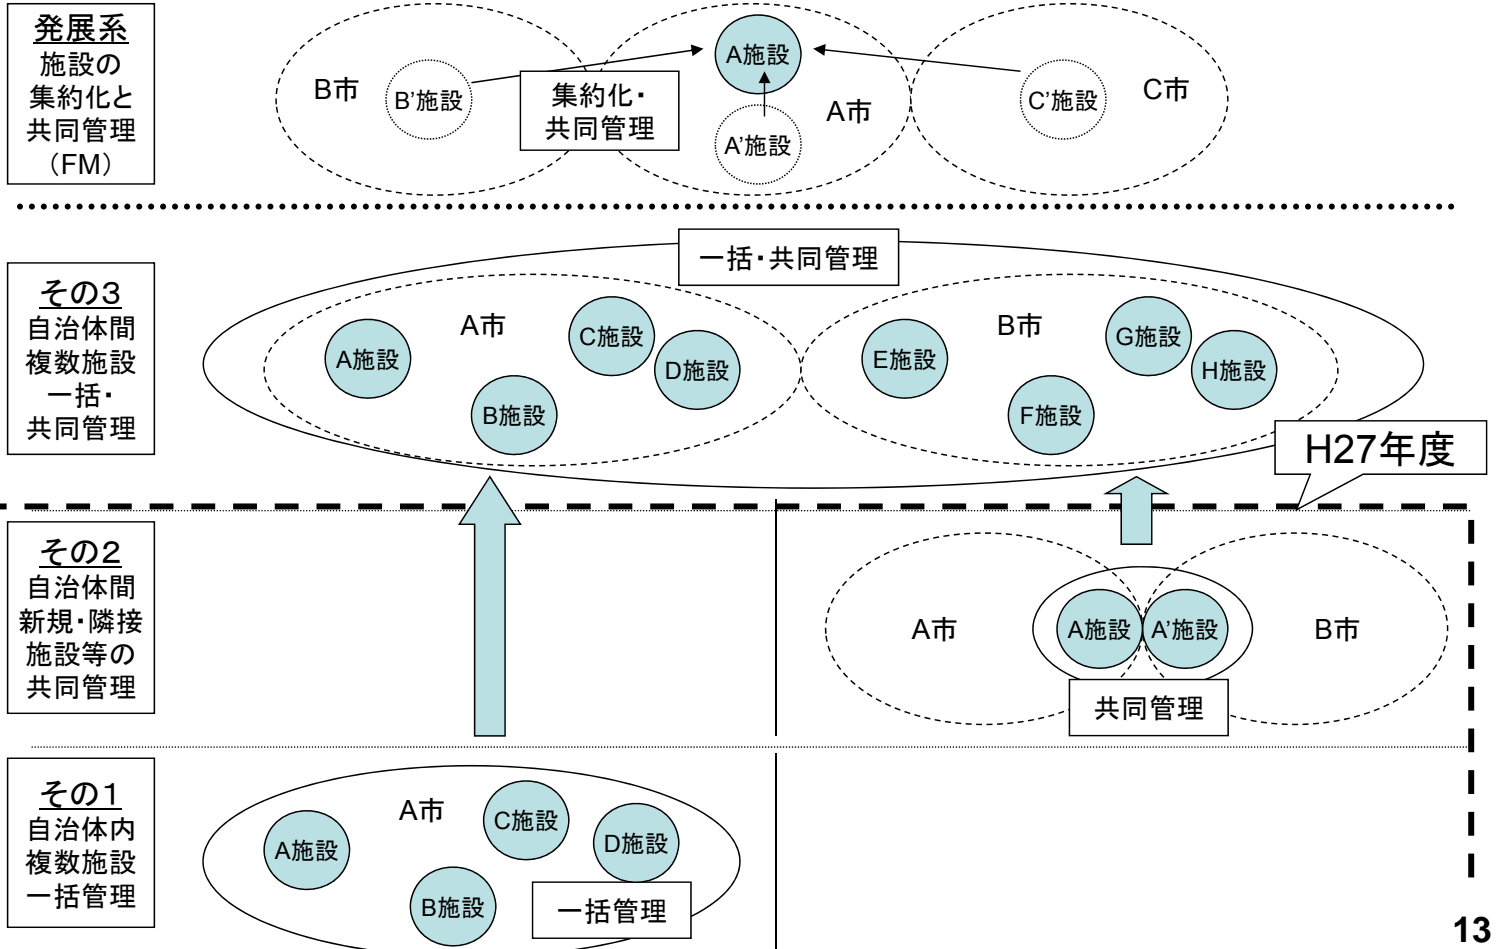 発展系
施設の
集約化と
共同管理
（FM）
B市
B’施設
集約化・
共同管理
A施設
A’施設
A市
C’施設
C市
一括・共同管理
その3
自治体間
複数施設
一括・
共同管理
A市
A施設
B施設
C施設
D施設
B市
E施設
F施設
G施設
H施設
H27年度
その2
自治体間
新規・隣接
施設等の
共同管理
A市
A施設
A’施設
B市
共同管理
その1
自治体内
複数施設
一括管理
A市
A施設
B施設
C施設
D施設
一括管理
13